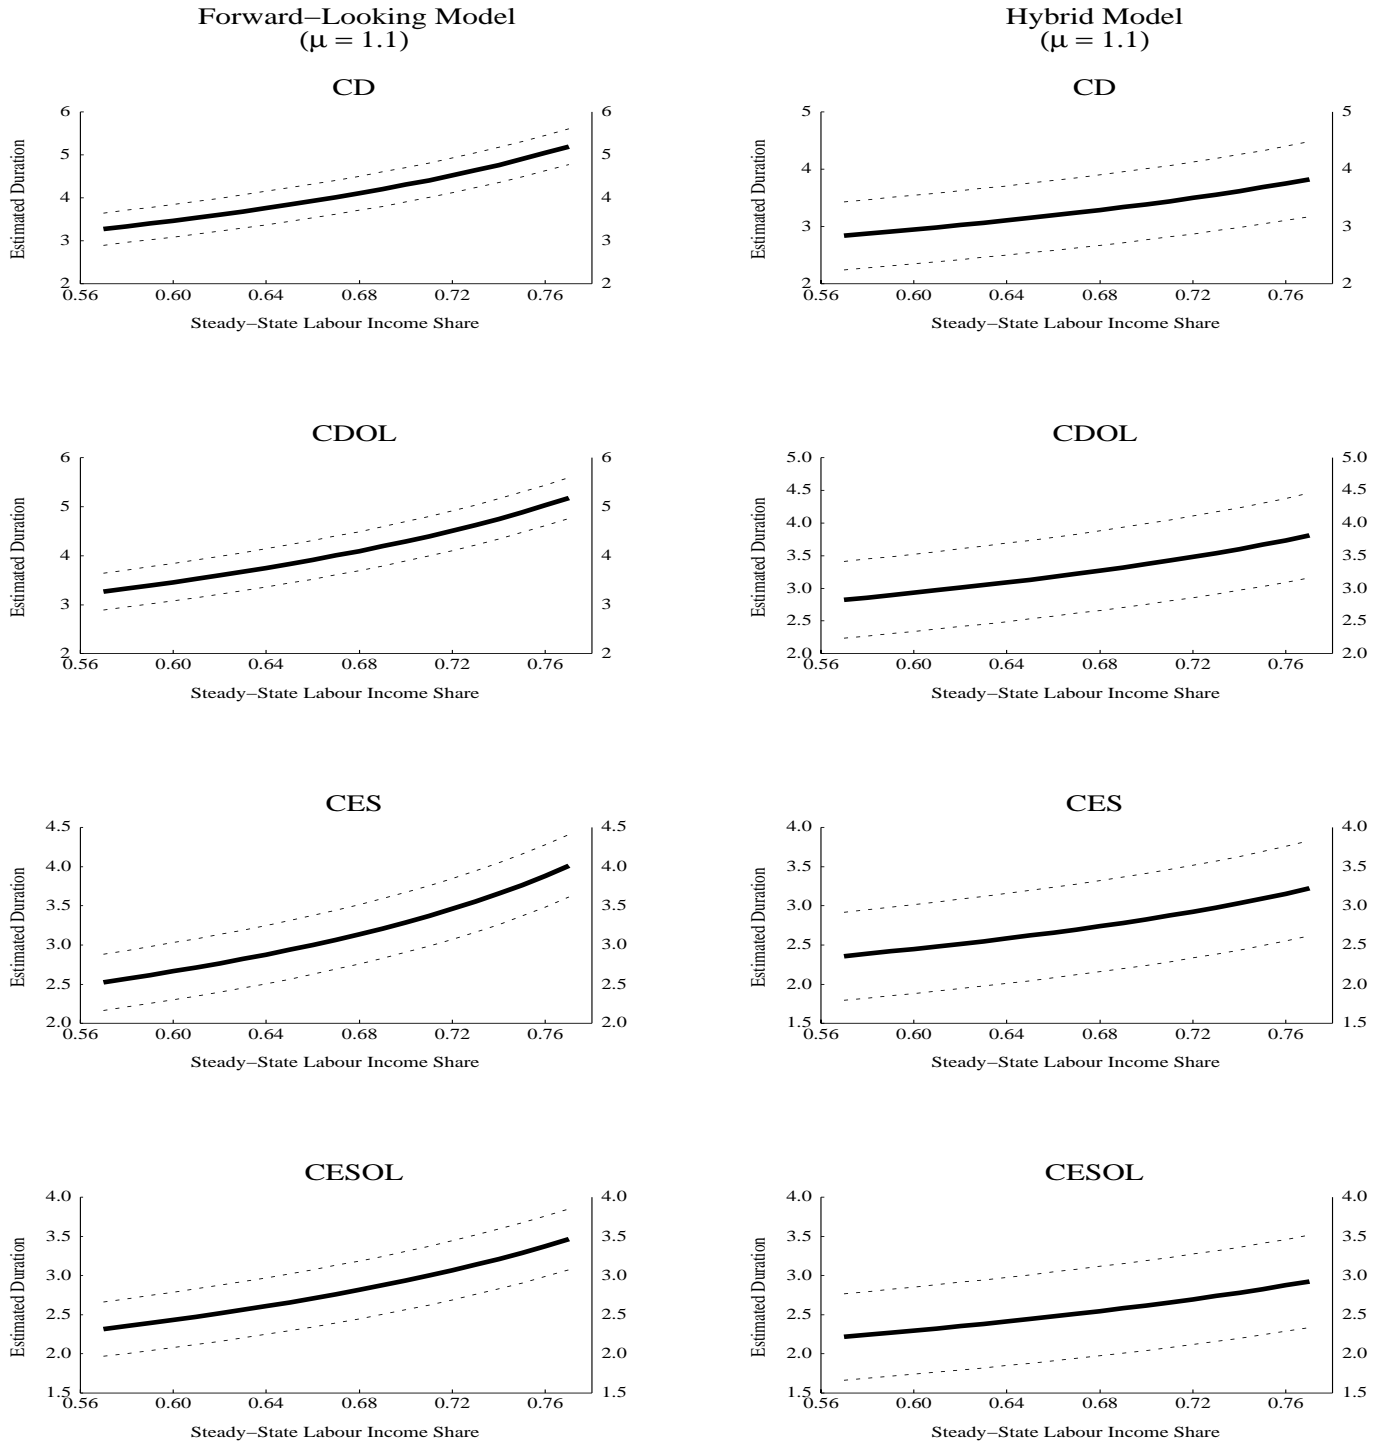 Forward–Looking Model
(μ = 1.1)
Hybrid Model
(μ = 1.1)
CD
6 6
5 5
4 4
3 3
2 2
Estimated Duration
0.56 0.60 0.64 0.68 0.72 0.76
Steady–State Labour Income Share
CD
5 5
4 4
3 3
2 2
Estimated Duration
0.56 0.60 0.64 0.68 0.72 0.76
Steady–State Labour Income Share
CDOL
6 6
5 5
4 4
3 3
2 2
Estimated Duration
0.56 0.60 0.64 0.68 0.72 0.76
Steady–State Labour Income Share
CDOL
5.0 5.0
4.5 4.5
4.0 4.0
3.5 3.5
3.0 3.0
2.5 2.5
2.0 2.0
Estimated Duration
0.56 0.60 0.64 0.68 0.72 0.76
Steady–State Labour Income Share
CES
4.5 4.5
4.0 4.0
3.5 3.5
3.0 3.0
2.5 2.5
2.0 2.0
Estimated Duration
0.56 0.60 0.64 0.68 0.72 0.76
Steady–State Labour Income Share
CES
4.0 4.0
3.5 3.5
3.0 3.0
2.5 2.5
2.0 2.0
1.5 1.5
Estimated Duration
0.56 0.60 0.64 0.68 0.72 0.76
Steady–State Labour Income Share
CESOL
4.0 4.0
3.5 3.5
3.0 3.0
2.5 2.5
2.0 2.0
1.5 1.5
Estimated Duration
0.56 0.60 0.64 0.68 0.72 0.76
Steady–State Labour Income Share
CESOL
4.0 4.0
3.5 3.5
3.0 3.0
2.5 2.5
2.0 2.0
1.5 1.5
Estimated Duration
0.56 0.60 0.64 0.68 0.72 0.76
Steady–State Labour Income Share